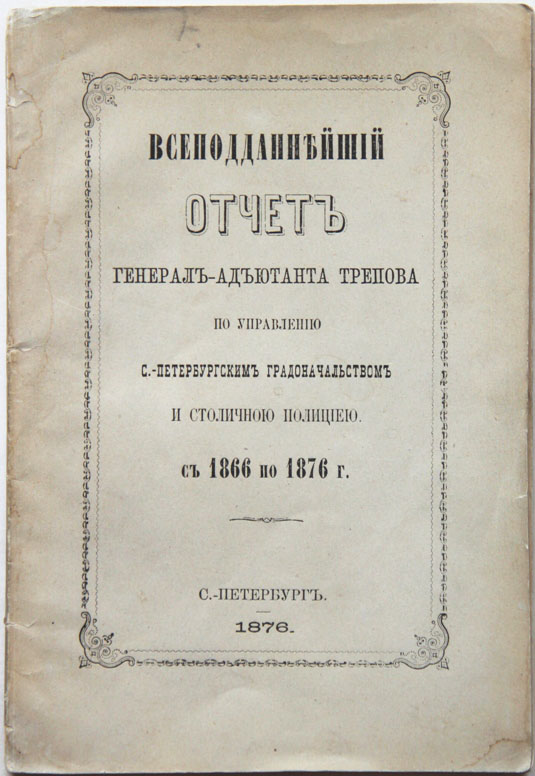 ВСЕПОДДАННѢЙШІЙ
ОТЧЕТЪ
ГЕНЕРАЛЪ-АДЪЮТАНТА ТРЕПОВА
ПО УПРАВЛЕНІЮ
С.-ПЕТЕРБУРГСКИМЪ ГРАДОНАЧАЛЬСТВОМЪ
И СТОЛИЧНОЮ ПОЛИЦІЕЮ.
съ 1866 по 1876 г.
С.-ПЕТЕРБУРГЪ.
1876.